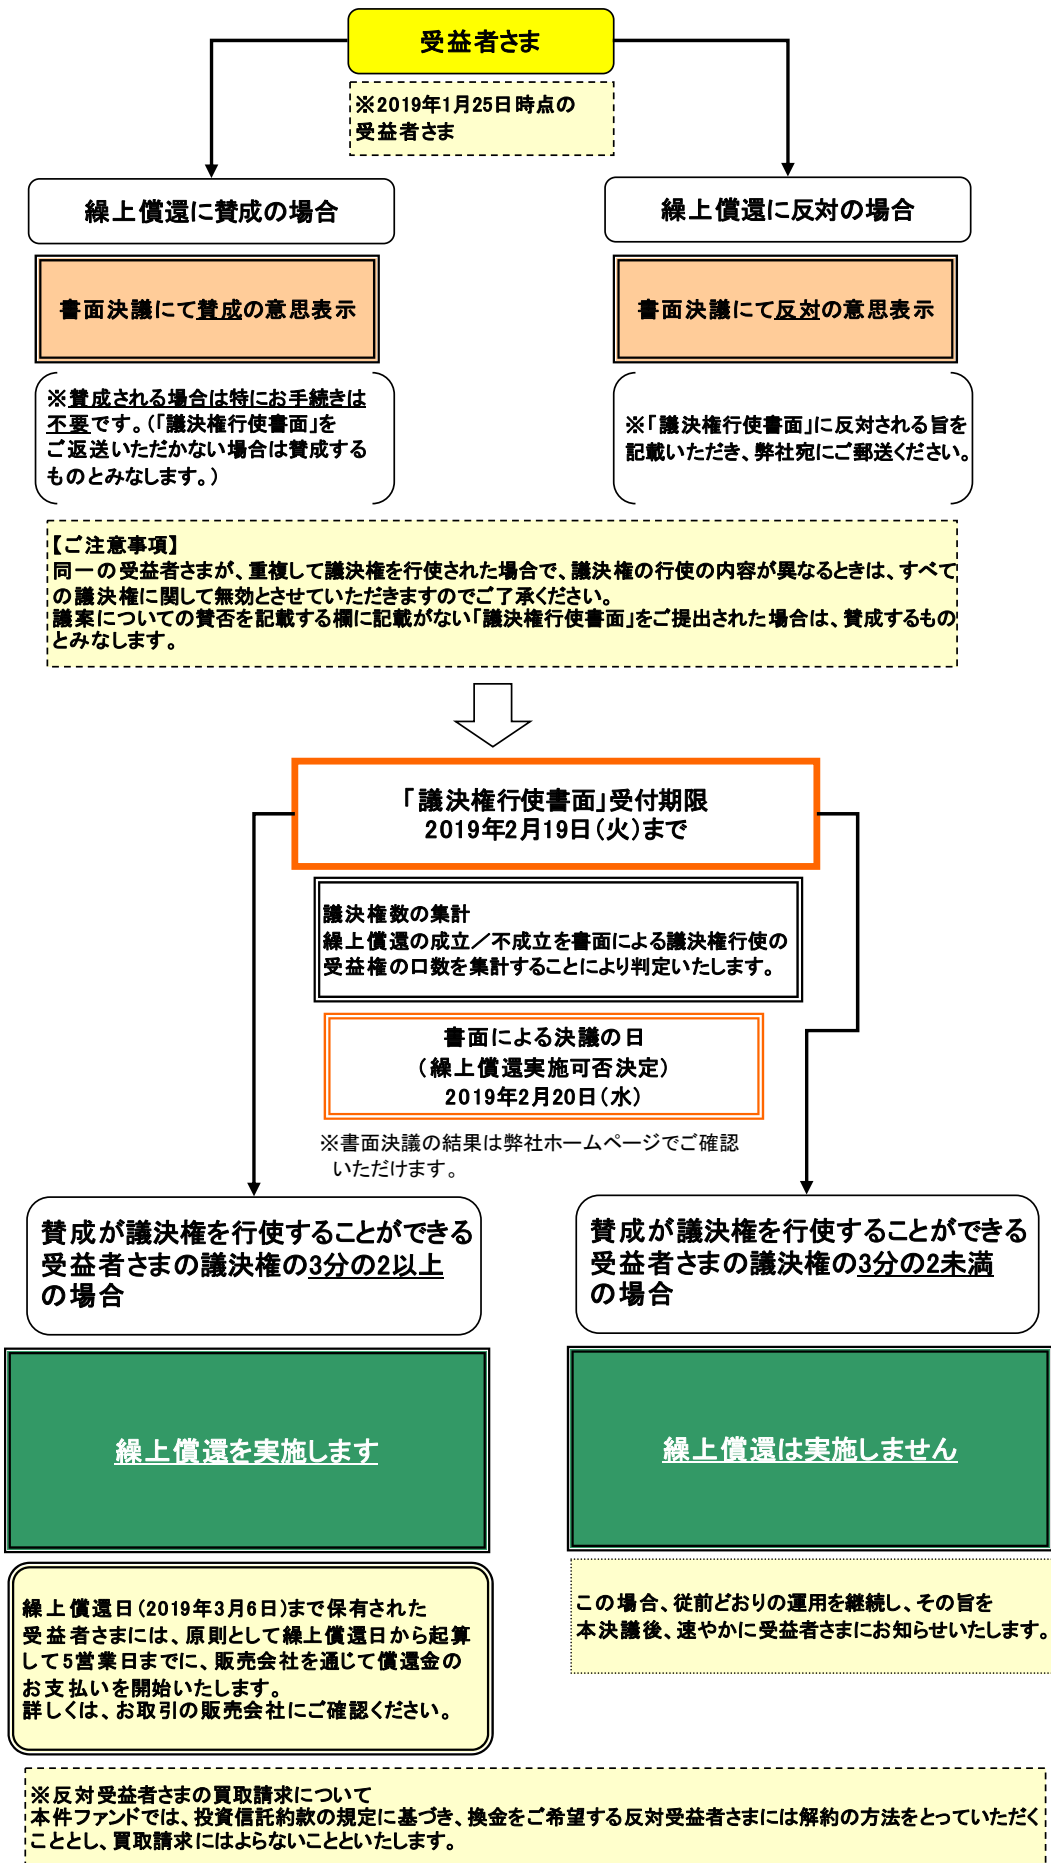 受益者さま
※2019年1月25日時点の
受益者さま
繰上償還に賛成の場合
繰上償還に反対の場合
書面決議にて賛成の意思表示
書面決議にて反対の意思表示
※賛成される場合は特にお手続きは
不要です。（「議決権行使書面」を
ご返送いただかない場合は賛成する
ものとみなします。）
※「議決権行使書面」に反対される旨を
記載いただき、弊社宛にご郵送ください。
【ご注意事項】
同一の受益者さまが、重複して議決権を行使された場合で、議決権の行使の内容が異なるときは、すべて
の議決権に関して無効とさせていただきますのでご了承ください。
議案についての賛否を記載する欄に記載がない「議決権行使書面」をご提出された場合は、賛成するもの
とみなします。
「議決権行使書面」受付期限
2019年2月19日（火）まで
議決権数の集計
繰上償還の成立／不成立を書面による議決権行使の
受益権の口数を集計することにより判定いたします。
書面による決議の日
（繰上償還実施可否決定）
2019年2月20日（水）
※書面決議の結果は弊社ホームページでご確認
いただけます。
賛成が議決権を行使することができる
受益者さまの議決権の3分の2以上
の場合
賛成が議決権を行使することができる
受益者さまの議決権の3分の2未満
の場合
繰上償還を実施します
繰上償還は実施しません
繰上償還日（2019年3月6日）まで保有された
受益者さまには、原則として繰上償還日から起算
して5営業日までに、販売会社を通じて償還金の
お支払いを開始いたします。
詳しくは、お取引の販売会社にご確認ください。
この場合、従前どおりの運用を継続し、その旨を
本決議後、速やかに受益者さまにお知らせいたします。
※反対受益者さまの買取請求について
本件ファンドでは、投資信託約款の規定に基づき、換金をご希望する反対受益者さまには解約の方法をとっていただく
こととし、買取請求にはよらないことといたします。